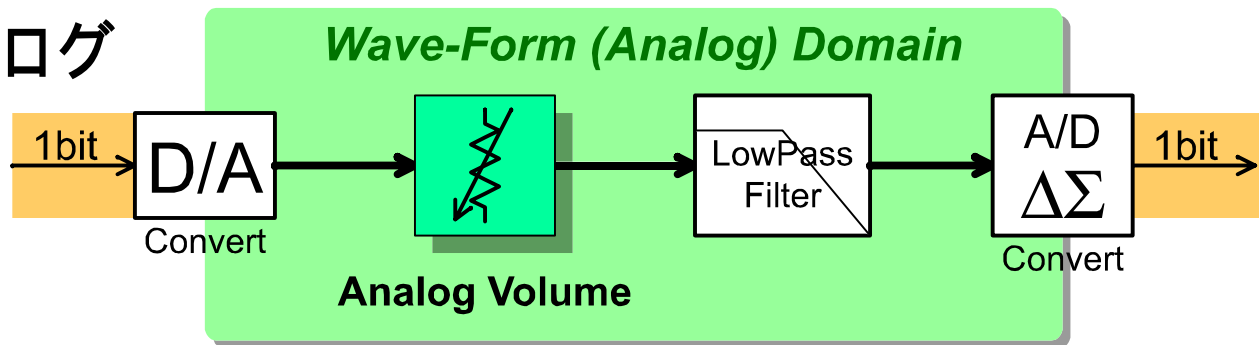 ログ
Wave-Form (Analog) Domain
1bit
D/A
Convert
Analog Volume
LowPass
Filter
A/D
ΔΣ
Convert
1bit